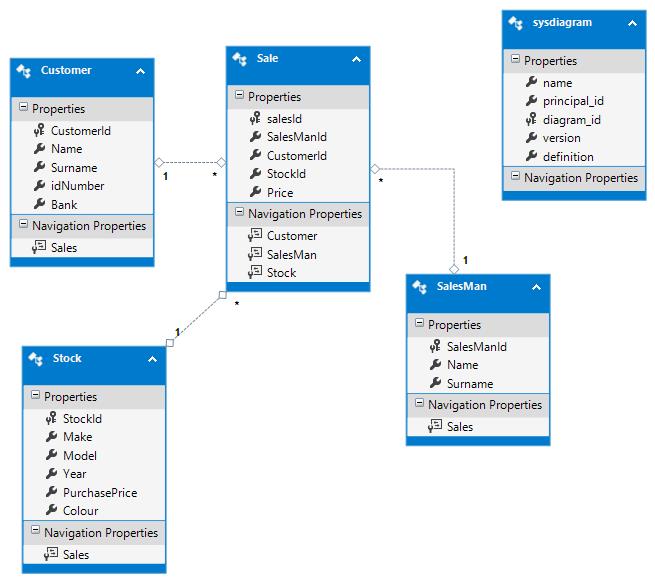 Customer
Properties
CustomerId
Name
Surname
idNumber
Bank
Navigation Properties
Sales
1
*
Sale
Properties
salesId
SalesManId
CustomerId
StockId
Price
Navigation Properties
Customer
SalesMan
Stock
*
1
*
1
sysdiagram
Properties
name
principal_id
diagram_id
version
definition
Navigation Properties
SalesMan
Properties
SalesManId
Name
Surname
Navigation Properties
Sales
Stock
Properties
StockId
Make
Model
Year
PurchasePrice
Colour
Navigation Properties
Sales